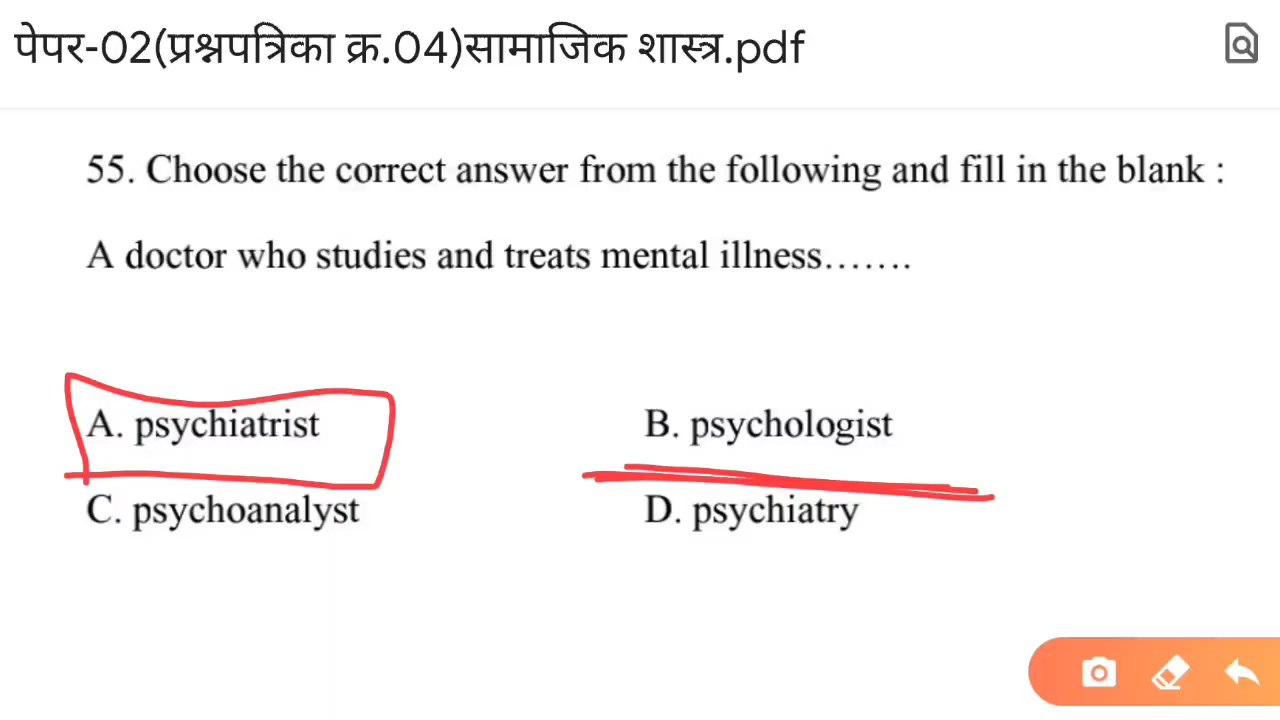 पेपर-02(प्रश्नपत्रिका क्र.04)सामाजिक शास्त्र.pdf
55. Choose the correct answer from the following and fill in the blank :
A doctor who studies and treats mental illness…….
A. psychiatrist B. psychologist
C. psychoanalyst D. psychiatry